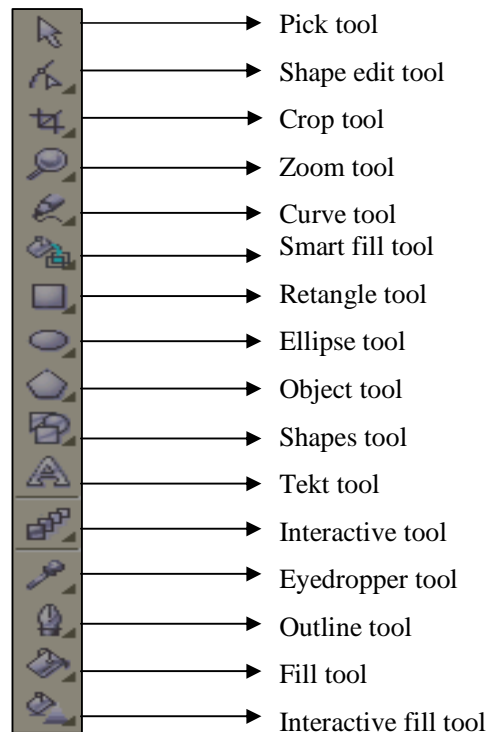 Pick tool
Shape edit tool
Crop tool
Zoom tool
Curve tool
Smart fill tool
Retangle tool
Ellipse tool
Object tool
Shapes tool
Tekt tool
Interactive tool
Eyedropper tool
Outline tool
Fill tool
Interactive fill tool